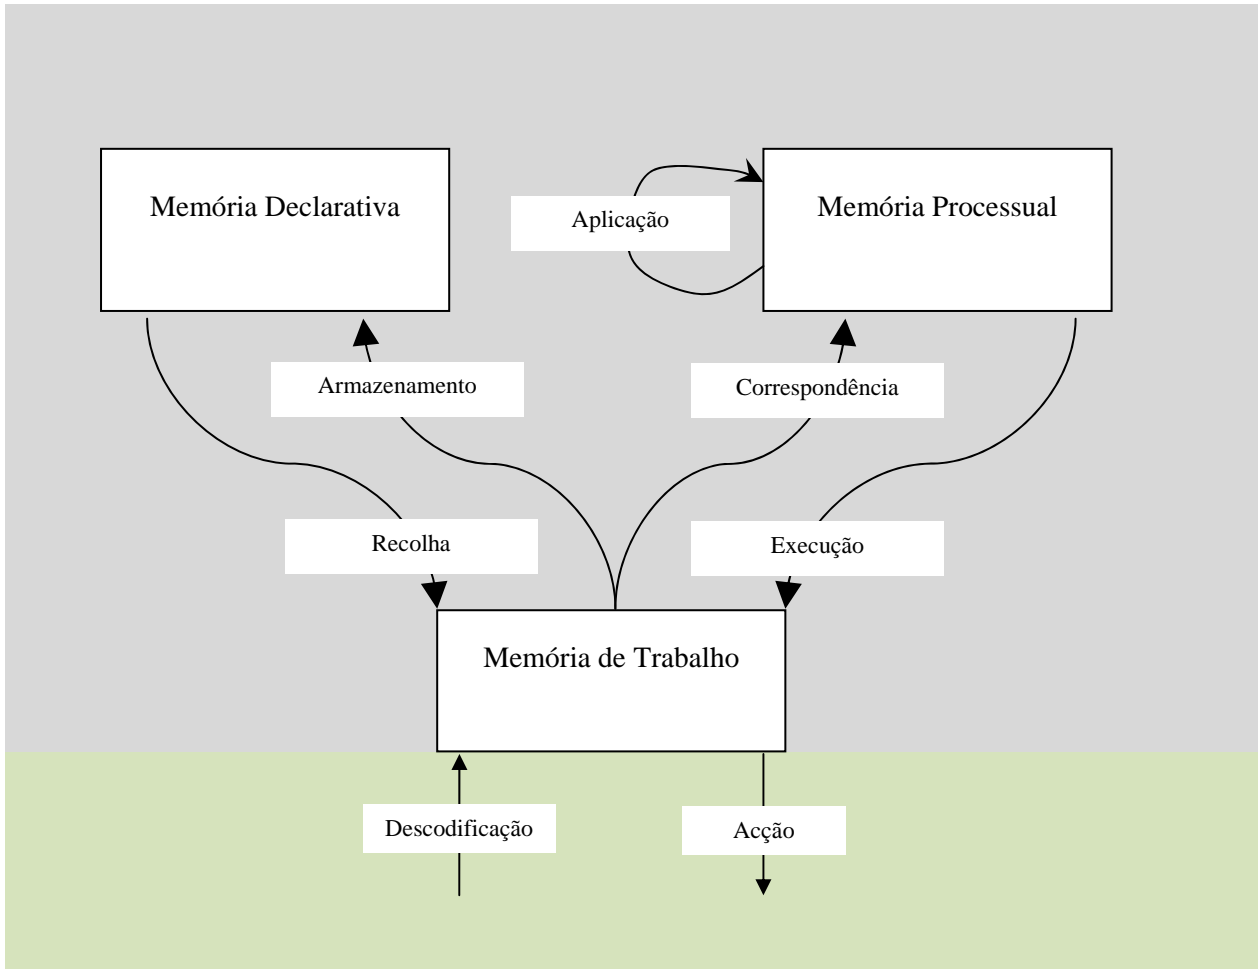 Memória Declarativa
Memória Processual
Aplicação
Armazenamento
Correspondência
Recolha
Execução
Memória de Trabalho
Descodificação
Acção